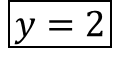 y = 2